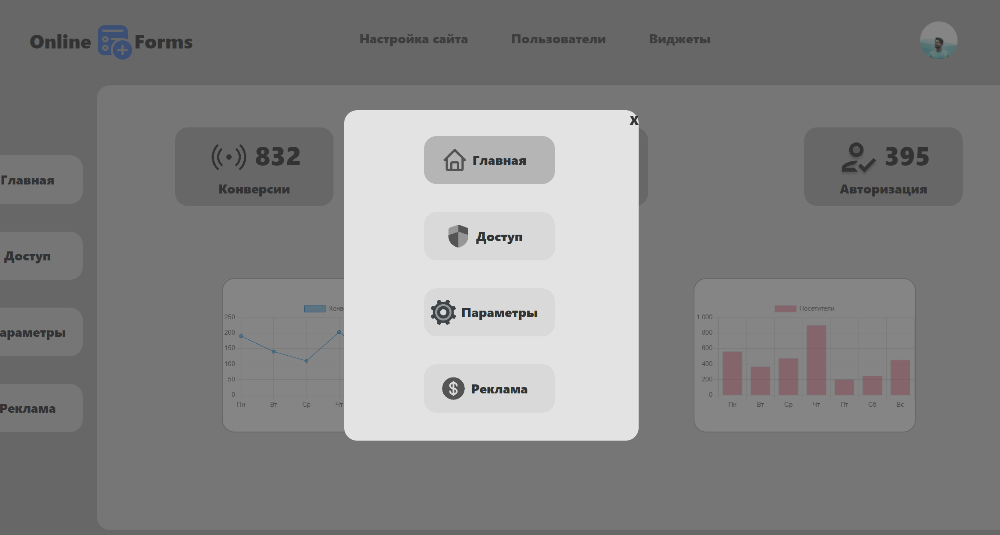 Online Forms
Настройка сайта
Пользователи
Виджеты
X
Главная
Доступ
Параметры
Реклама
832
Конверсии
395
Авторизация
Главная
Доступ
араметры
Реклама
Конв
250
200
150
100
50
0
Пн Вт Ср Чт
Посетители
1 000
800
600
400
200
0
Пн Вт Ср Чт Пт Сб Вс